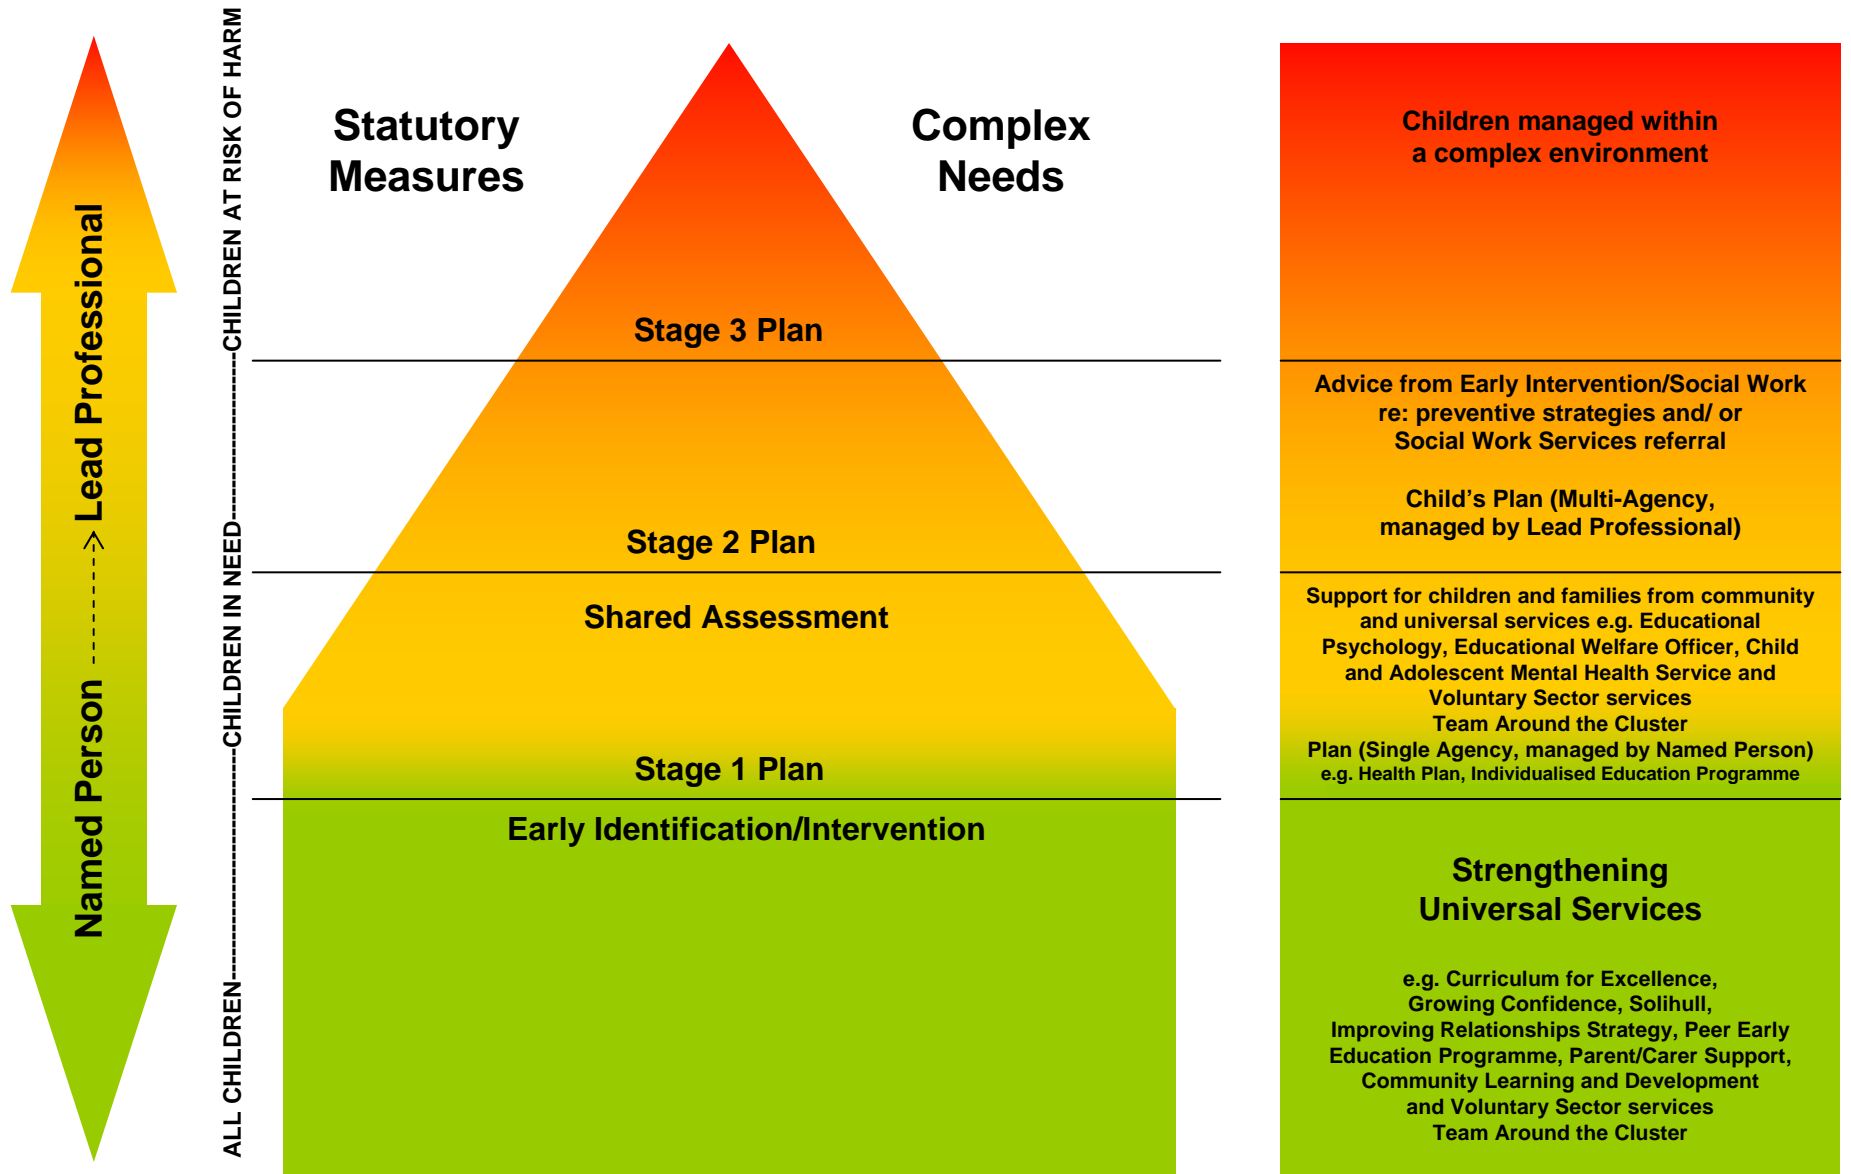 Named Person -----------> Lead Professional
ALL CHILDREN--------------------------CHILDREN IN NEED--------------------------CHILDREN AT RISK OF HARM
Statutory
Measures
Complex
Needs
Stage 3 Plan
Stage 2 Plan
Shared Assessment
Stage 1 Plan
Early Identification/Intervention
Children managed within
a complex environment
Advice from Early Intervention/Social Work
re: preventive strategies and/ or
Social Work Services referral
Child’s Plan (Multi-Agency,
managed by Lead Professional)
Support for children and families from community
and universal services e.g. Educational
Psychology, Educational Welfare Officer, Child
and Adolescent Mental Health Service and
Voluntary Sector services
Team Around the Cluster
Plan (Single Agency, managed by Named Person)
e.g. Health Plan, Individualised Education Programme
Strengthening
Universal Services
e.g. Curriculum for Excellence,
Growing Confidence, Solihull,
Improving Relationships Strategy, Peer Early
Education Programme, Parent/Carer Support,
Community Learning and Development
and Voluntary Sector services
Team Around the Cluster